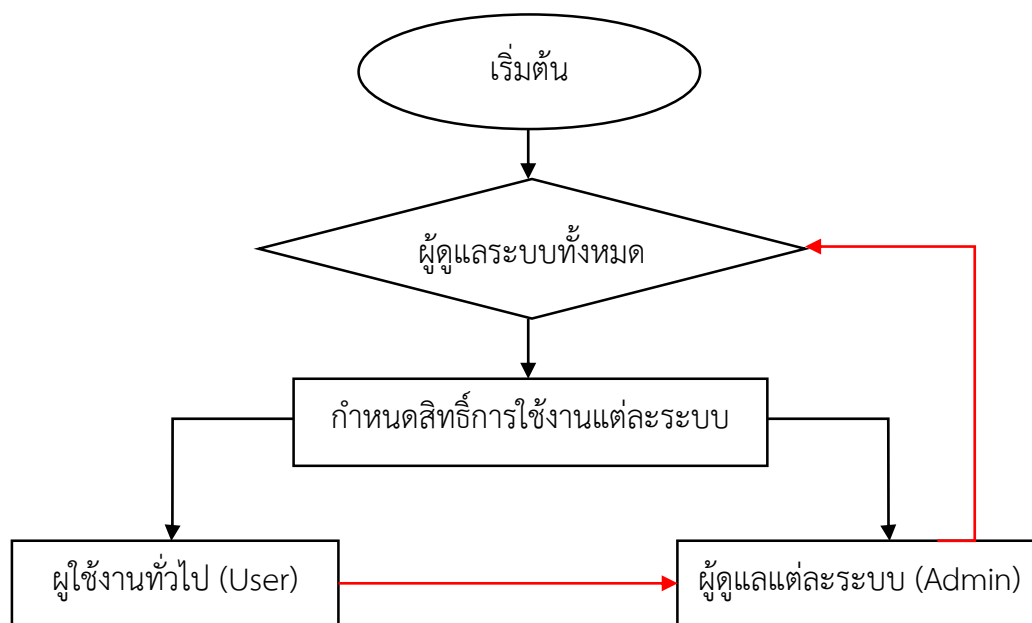 เริ่มต้น
ผู้ดูแลระบบทั้งหมด
กำหนดสิทธิ์การใช้งานแต่ละระบบ
ผู้ใช้งานทั่วไป (User)
ผู้ดูแลแต่ละระบบ (Admin)